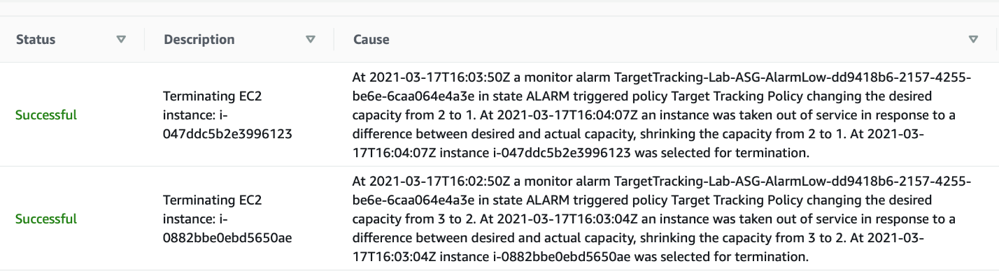 Status Description Cause
At 2021-03-17T16:03:50Z a monitor alarm TargetTracking-Lab-ASG-AlarmLow-dd9418b6-2157-4255-
Terminating EC2 be6e-6caa064e4a3e in state ALARM triggered policy Target Tracking Policy changing the desired
Successful instance: i- capacity from 2 to 1. At 2021-03-17T16:04:07Z an instance was taken out of service in response to a
047ddc5b2e3996123 difference between desired and actual capacity, shrinking the capacity from 2 to 1. At 2021-03-
17T16:04:07Z instance i-047ddc5b2e3996123 was selected for termination.
At 2021-03-17T16:02:50Z a monitor alarm TargetTracking-Lab-ASG-AlarmLow-dd9418b6-2157-4255-
Terminating EC2 be6e-6caa064e4a3e in state ALARM triggered policy Target Tracking Policy changing the desired
Successful instance: i- capacity from 3 to 2. At 2021-03-17T16:03:04Z an instance was taken out of service in response to a
0882bbe0ebd5650ae difference between desired and actual capacity, shrinking the capacity from 3 to 2. At 2021-03-
17T16:03:04Z instance i-0882bbe0ebd5650ae was selected for termination.